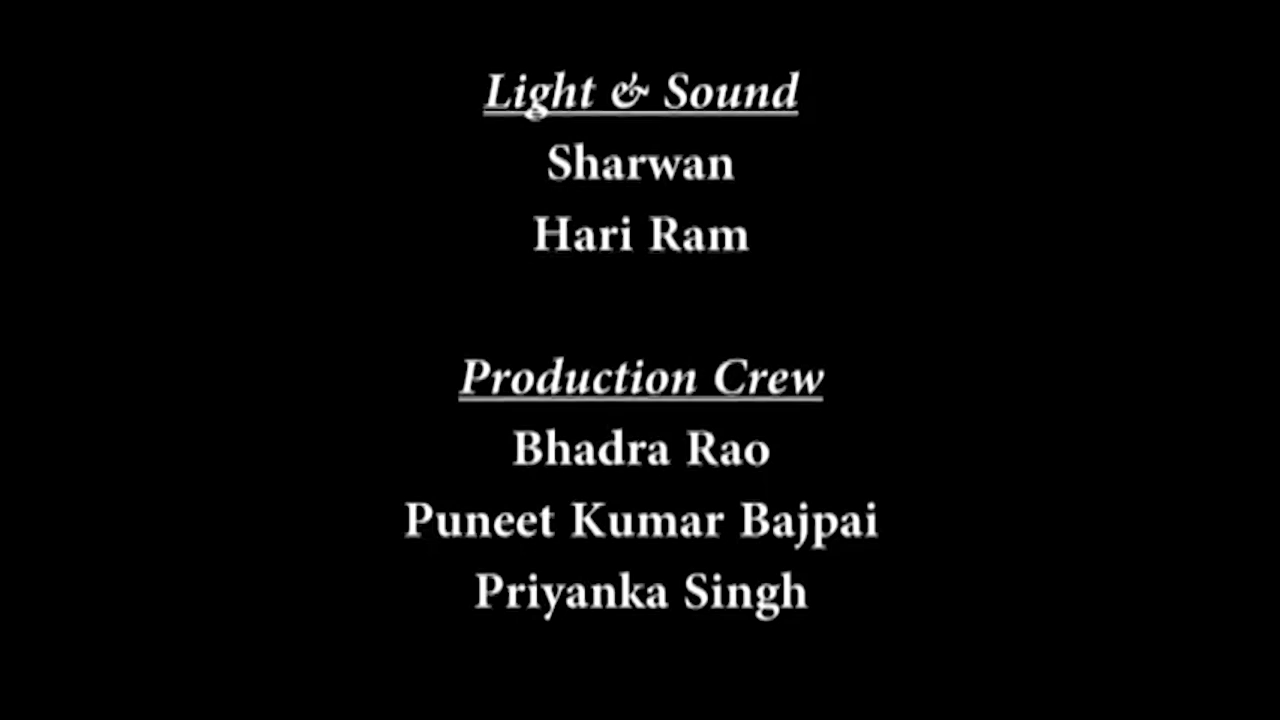 Light & Sound
Sharwan
Hari Ram
Production Crew
Bhadra Rao
Puneet Kumar Bajpai
Priyanka Singh